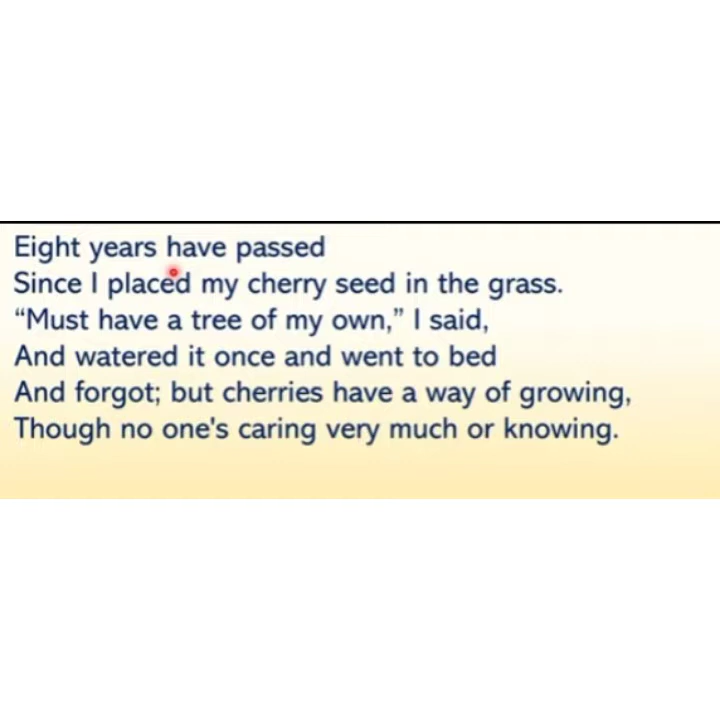 Eight years have passed
Since I placed my cherry seed in the grass.
“Must have a tree of my own,” I said,
And watered it once and went to bed
And forgot; but cherries have a way of growing,
Though no one's caring very much or knowing.